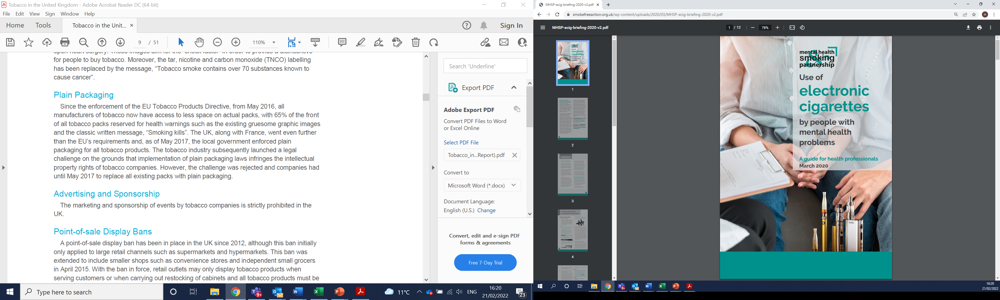 Tobacco in the United Kingdom - Adobe Acrobat Reader DC (64-bit)
File Edit View Sign Window Help
Home Tools Tobacco in the Unit... × Sign In
9 / 51 110%
for people to buy tobacco. Moreover, the tar, nicotine and carbon monoxide (TNCO) labelling
has been replaced by the message, “Tobacco smoke contains over 70 substances known to
cause cancer”.
Plain Packaging
Since the enforcement of the EU Tobacco Products Directive, from May 2016, all
manufacturers of tobacco now have access to less space on actual packs, with 65% of the front
of all tobacco packs reserved for health warnings such as the existing gruesome graphic images
and the classic written message, “Smoking kills”. The UK, along with France, went even further
than the EU’s requirements and, as of May 2017, the local government enforced plain
packaging for all tobacco products. The tobacco industry subsequently launched a legal
challenge on the grounds that implementation of plain packaging laws infringes the intellectual
property rights of tobacco companies. However, the challenge was rejected and companies had
until May 2017 to replace all existing packs with plain packaging.
Advertising and Sponsorship
The marketing and sponsorship of events by tobacco companies is strictly prohibited in the
UK.
Point-of-sale Display Bans
A point-of-sale display ban has been in place in the UK since 2012, although this ban initially
only applied to large retail channels such as supermarkets and hypermarkets. This ban was
extended to include smaller shops such as convenience stores and independent small grocers
in April 2015. With the ban in force, retail outlets may only display tobacco products when
serving customers or when carrying out restocking of cabinets and all tobacco products must be
Search 'Underline'
Export PDF
Adobe Export PDF
Convert PDF Files to Word
or Excel Online
Select PDF File
Tobacco_in...Report).pdf
Convert to
Microsoft Word (*.docx)
Document Language:
English (U.S.) Change
Convert, edit and e-sign PDF
forms & agreements
Free 7-Day Trial
Type here to search
9+
11°C
ENG
16:20
21/02/2022
23
MHSP-ecig-briefing-2020-v2.pdf
smokefreeaction.org.uk/wp-content/uploads/2020/03/MHSP-ecig-briefing-2020-v2.pdf
H
MHSP-ecig-briefing-2020-v2.pdf 1 / 12 78%
1
2
3
4
mental health
& smoking
partnership
Use of
electronic
cigarettes
by people with
mental health
problems
A guide for health professionals
March 2020
9+
16:20
21/02/2022